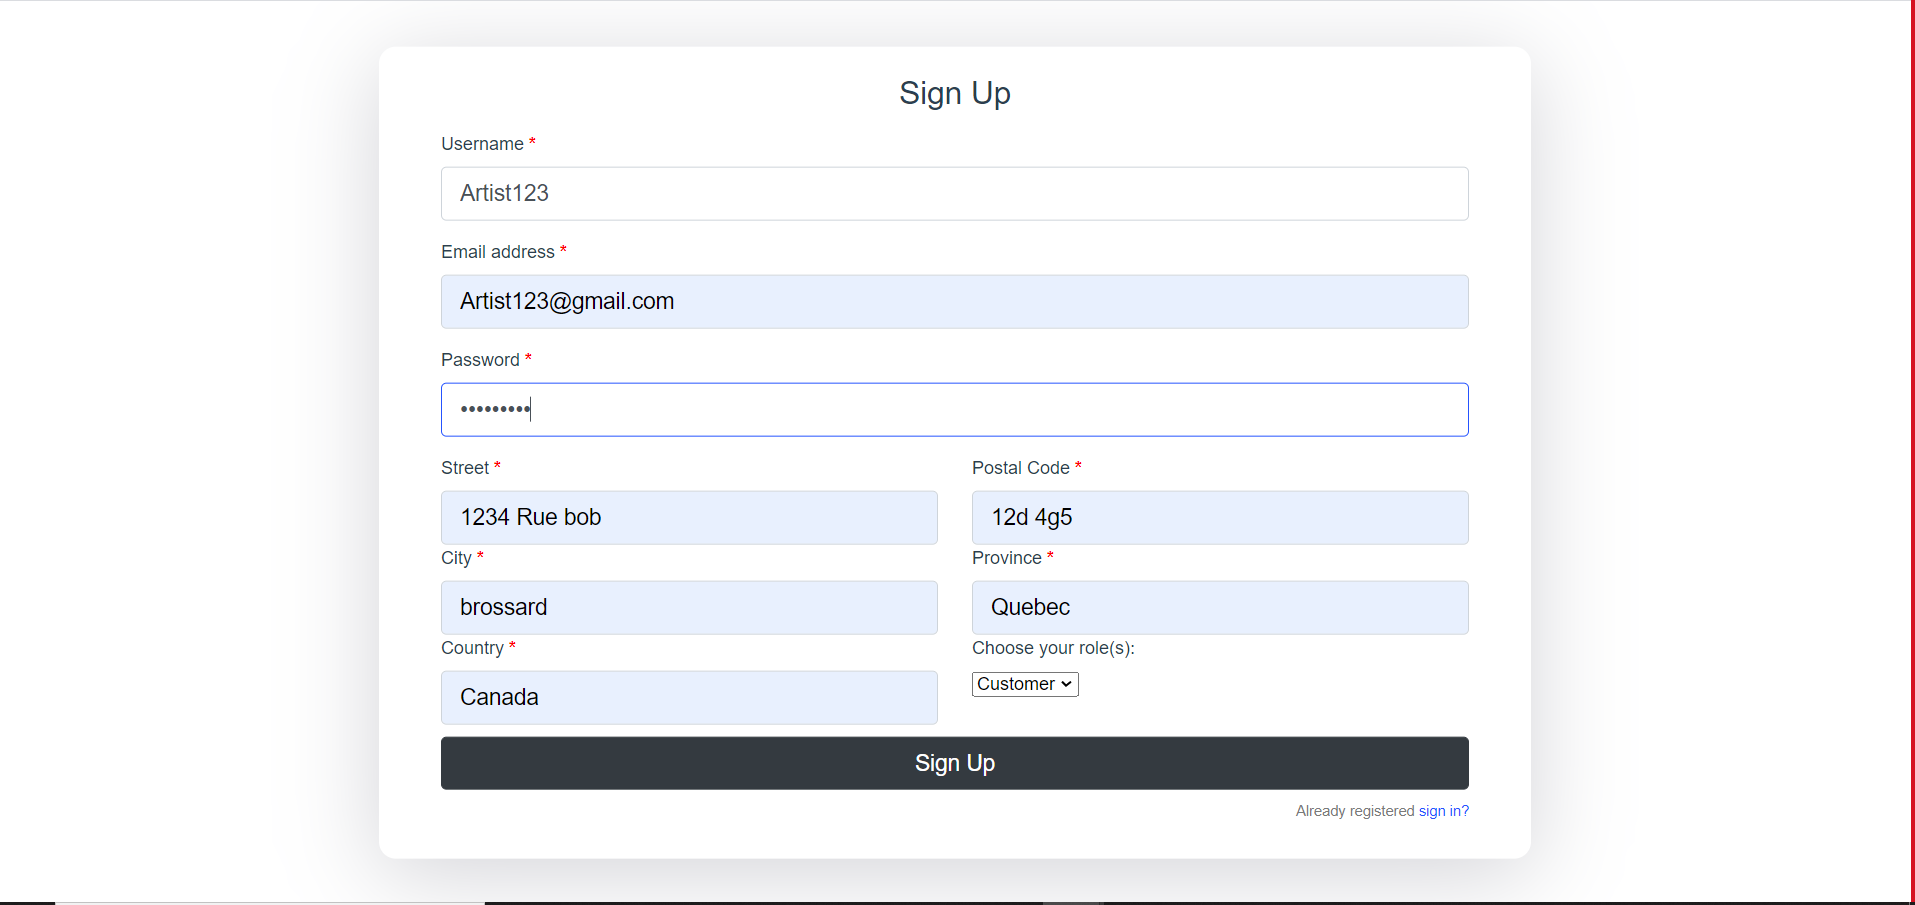 Sign Up
Username *
Artist123
Email address *
Artist123@gmail.com
Password *
•••••••••
Street *
Postal Code *
1234 Rue bob
12d 4g5
City *
Province *
brossard
Quebec
Country *
Choose your role(s):
Canada
Customer
Sign Up
Already registered sign in?